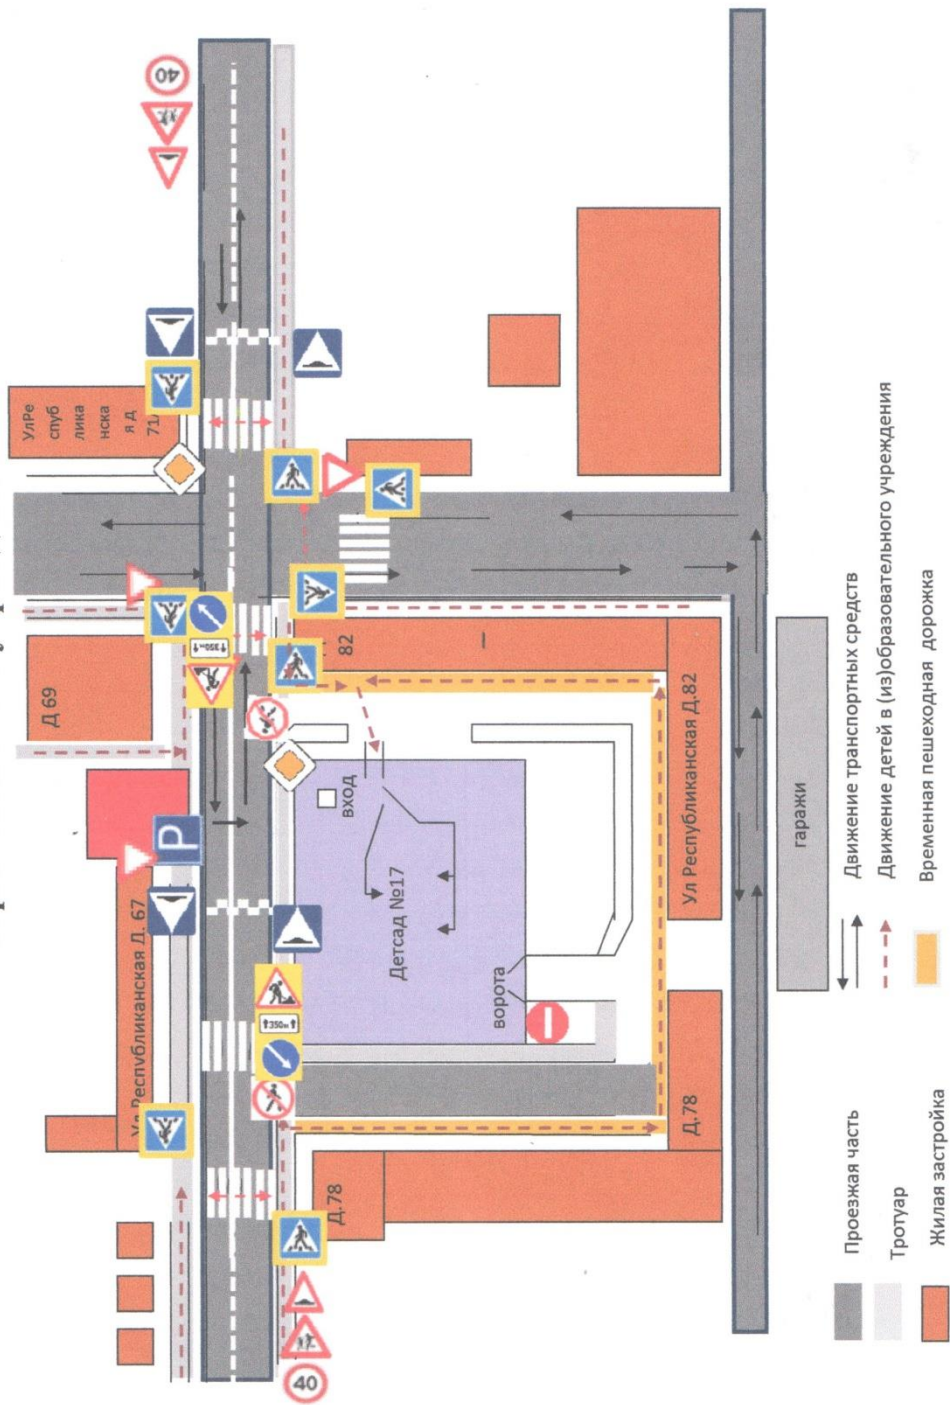 40
УлРе
спуб
лика
нска
я д
71
Д 69
350м
P
Ул Республиканская Д. 67
82
вход
Детсад №17
ворота
350м
Ул Республиканская Д.82
Д.78
Д.78
40
гаражи
Проезжая часть
Тротуар
Жилая застройка
Движение транспортных средств
Движение детей в (из)образовательного учреждения
Временная пешеходная дорожка